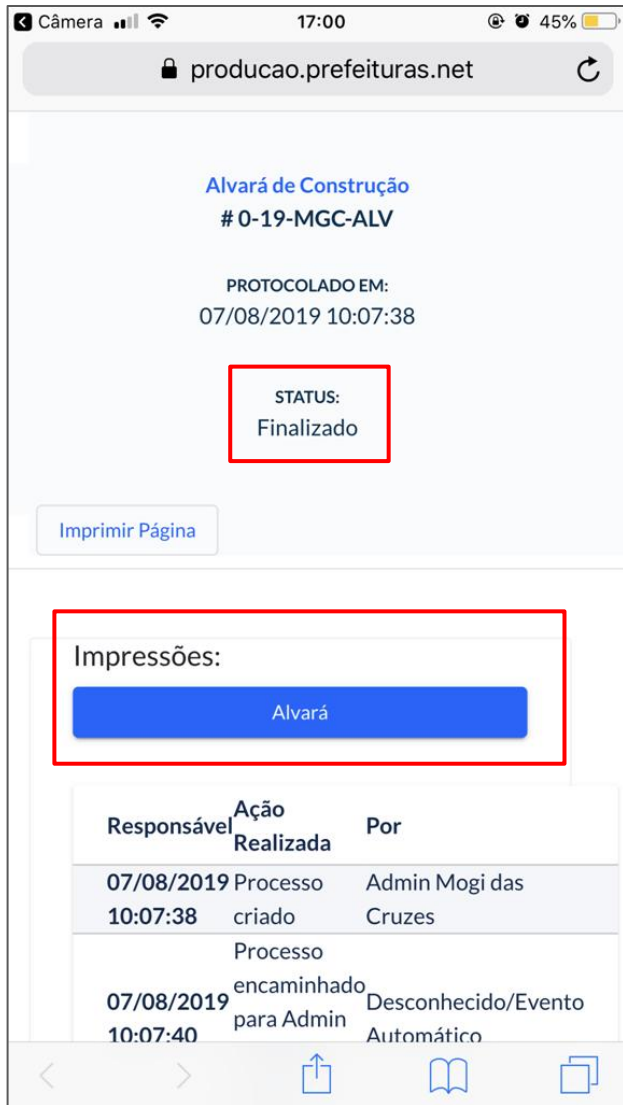 Câmera 17:00 45%
producao.prefeituras.net
Alvará de Construção
# 0-19-MGC-ALV
PROTOCOLADO EM:
07/08/2019 10:07:38
STATUS:
Finalizado
Imprimir Página
Impressões:
Alvará
Responsável Ação Realizada Por
07/08/2019 Processo Admin Mogi das
10:07:38 criado Cruzes
Processo
encaminhado
07/08/2019 para Admin Desconhecido/Evento
10:07:40 Automático